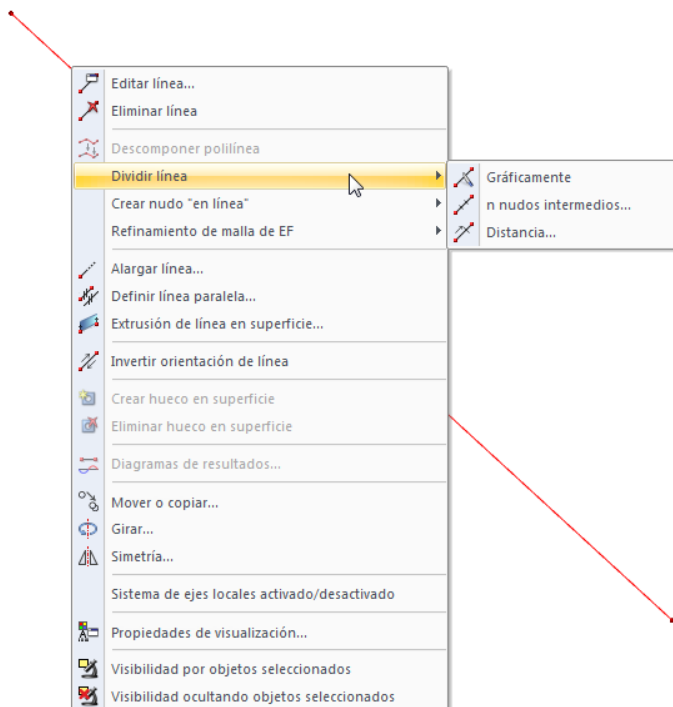 Editar línea...
Eliminar línea
Descomponer polilínea
Dividir línea
Gráficamente
n nudos intermedios...
Distancia...
Crear nudo "en línea"
Refinamiento de malla de EF
Alargar línea...
Definir línea paralela...
Extrusión de línea en superficie...
Invertir orientación de línea
Crear hueco en superficie
Eliminar hueco en superficie
Diagramas de resultados...
Mover o copiar...
Girar...
Simetría...
Sistema de ejes locales activado/desactivado
Propiedades de visualización...
Visibilidad por objetos seleccionados
Visibilidad ocultando objetos seleccionados